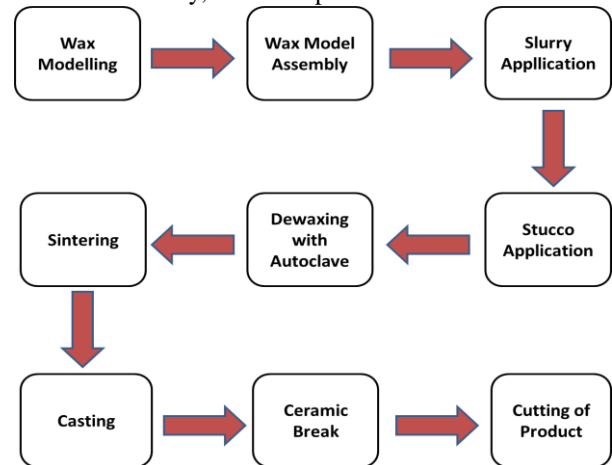 Wax
Modelling
Wax Model
Assembly
Slurry
Appllication
Stucco
Application
Dewaxing
with
Autoclave
Sintering
Casting
Ceramic
Break
Cutting of
Product